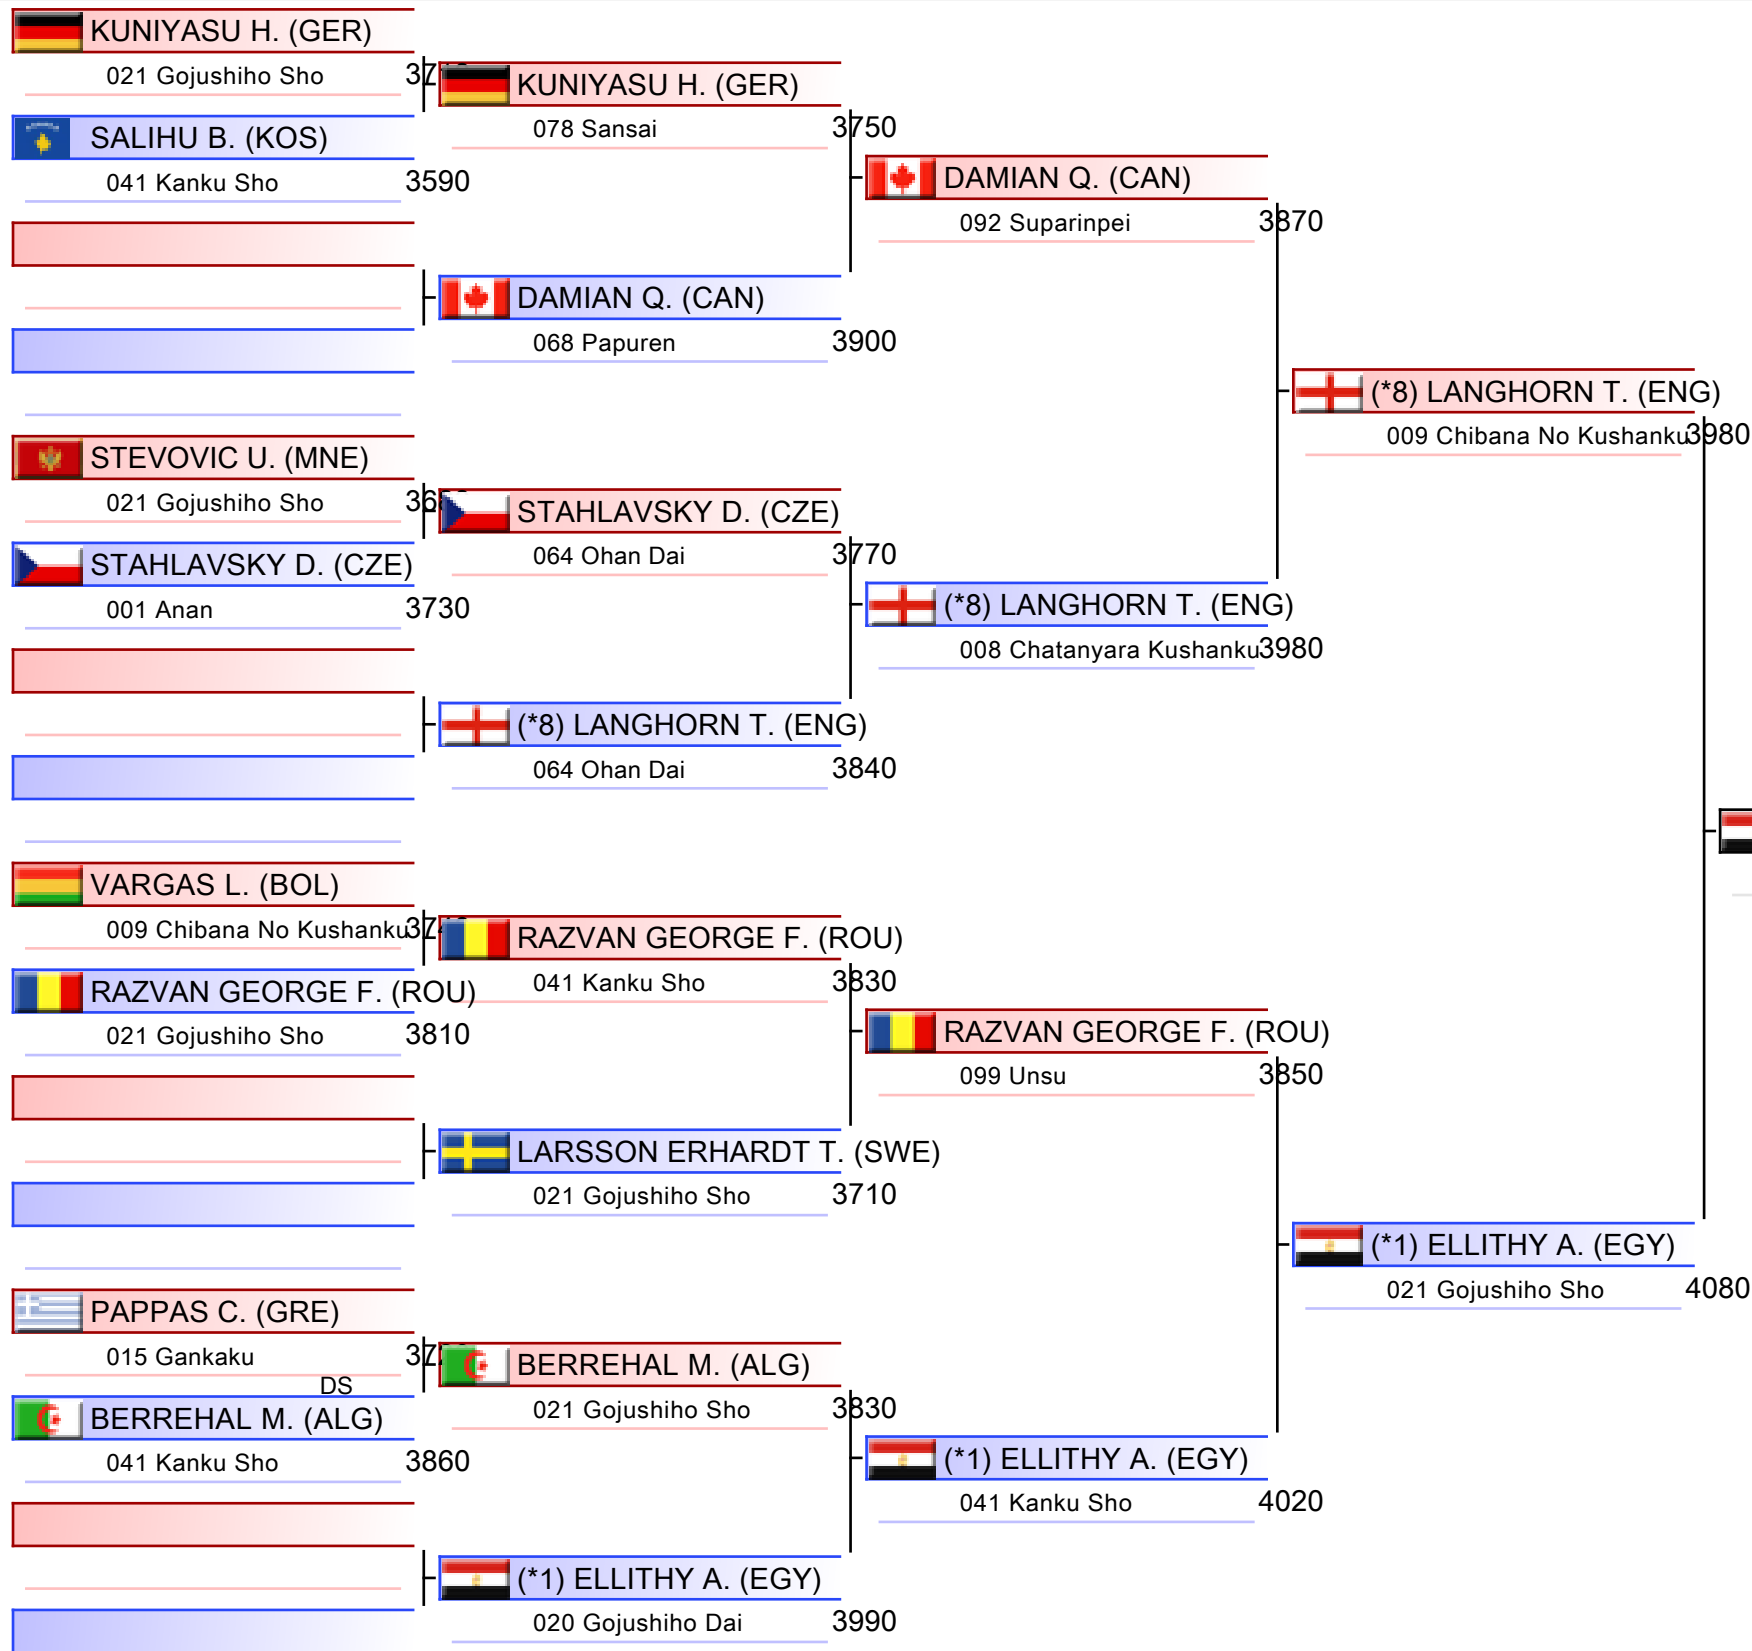 KUNIYASU H. (GER)
021 Gojushiho Sho
SALIHU B. (KOS)
041 Kanku Sho 3590
STEVOVIC U. (MNE)
021 Gojushiho Sho
STAHLAVSKY D. (CZE)
001 Anan 3730
VARGAS L. (BOL)
009 Chibana No Kushanku
RAZVAN GEORGE F. (ROU)
021 Gojushiho Sho 3810
PAPPAS C. (GRE)
015 Gankaku
DS
BERREHAL M. (ALG)
041 Kanku Sho 3860
KUNIYASU H. (GER)
078 Sansai 3750
DAMIAN Q. (CAN)
068 Papuren 3900
STAHLAVSKY D. (CZE)
064 Ohan Dai 3770
(*8) LANGHORN T. (ENG)
064 Ohan Dai 3840
RAZVAN GEORGE F. (ROU)
041 Kanku Sho 3830
LARSSON ERHARDT T. (SWE)
021 Gojushiho Sho 3710
BERREHAL M. (ALG)
021 Gojushiho Sho 3830
(*1) ELLITHY A. (EGY)
020 Gojushiho Dai 3990
DAMIAN Q. (CAN)
092 Suparinpei 3870
(*8) LANGHORN T. (ENG)
008 Chatanyara Kushanku 3980
RAZVAN GEORGE F. (ROU)
099 Unsu 3850
(*1) ELLITHY A. (EGY)
041 Kanku Sho 4020
(*8) LANGHORN T. (ENG)
009 Chibana No Kushanku 3980
(*1) ELLITHY A. (EGY)
021 Gojushiho Sho 4080